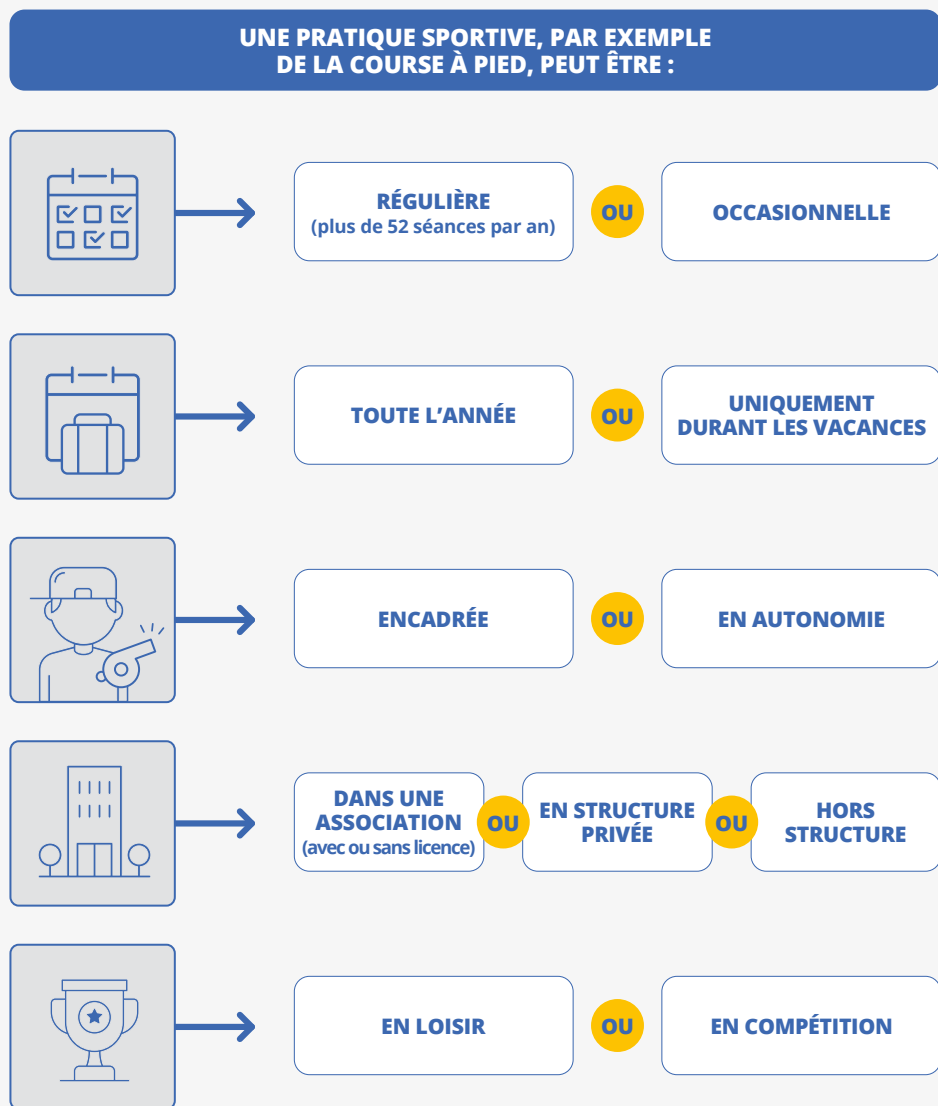 UNE PRATIQUE SPORTIVE, PAR EXEMPLE
DE LA COURSE À PIED, PEUT ÊTRE :
RÉGULIÈRE
(plus de 52 séances par an)
OU
OCCASIONNELLE
TOUTE L’ANNÉE
OU
UNIQUEMENT
DURANT LES VACANCES
ENCADRÉE
OU
EN AUTONOMIE
DANS UNE
ASSOCIATION
(avec ou sans licence)
OU
EN STRUCTURE
PRIVÉE
OU
HORS
STRUCTURE
EN LOISIR
OU
EN COMPÉTITION